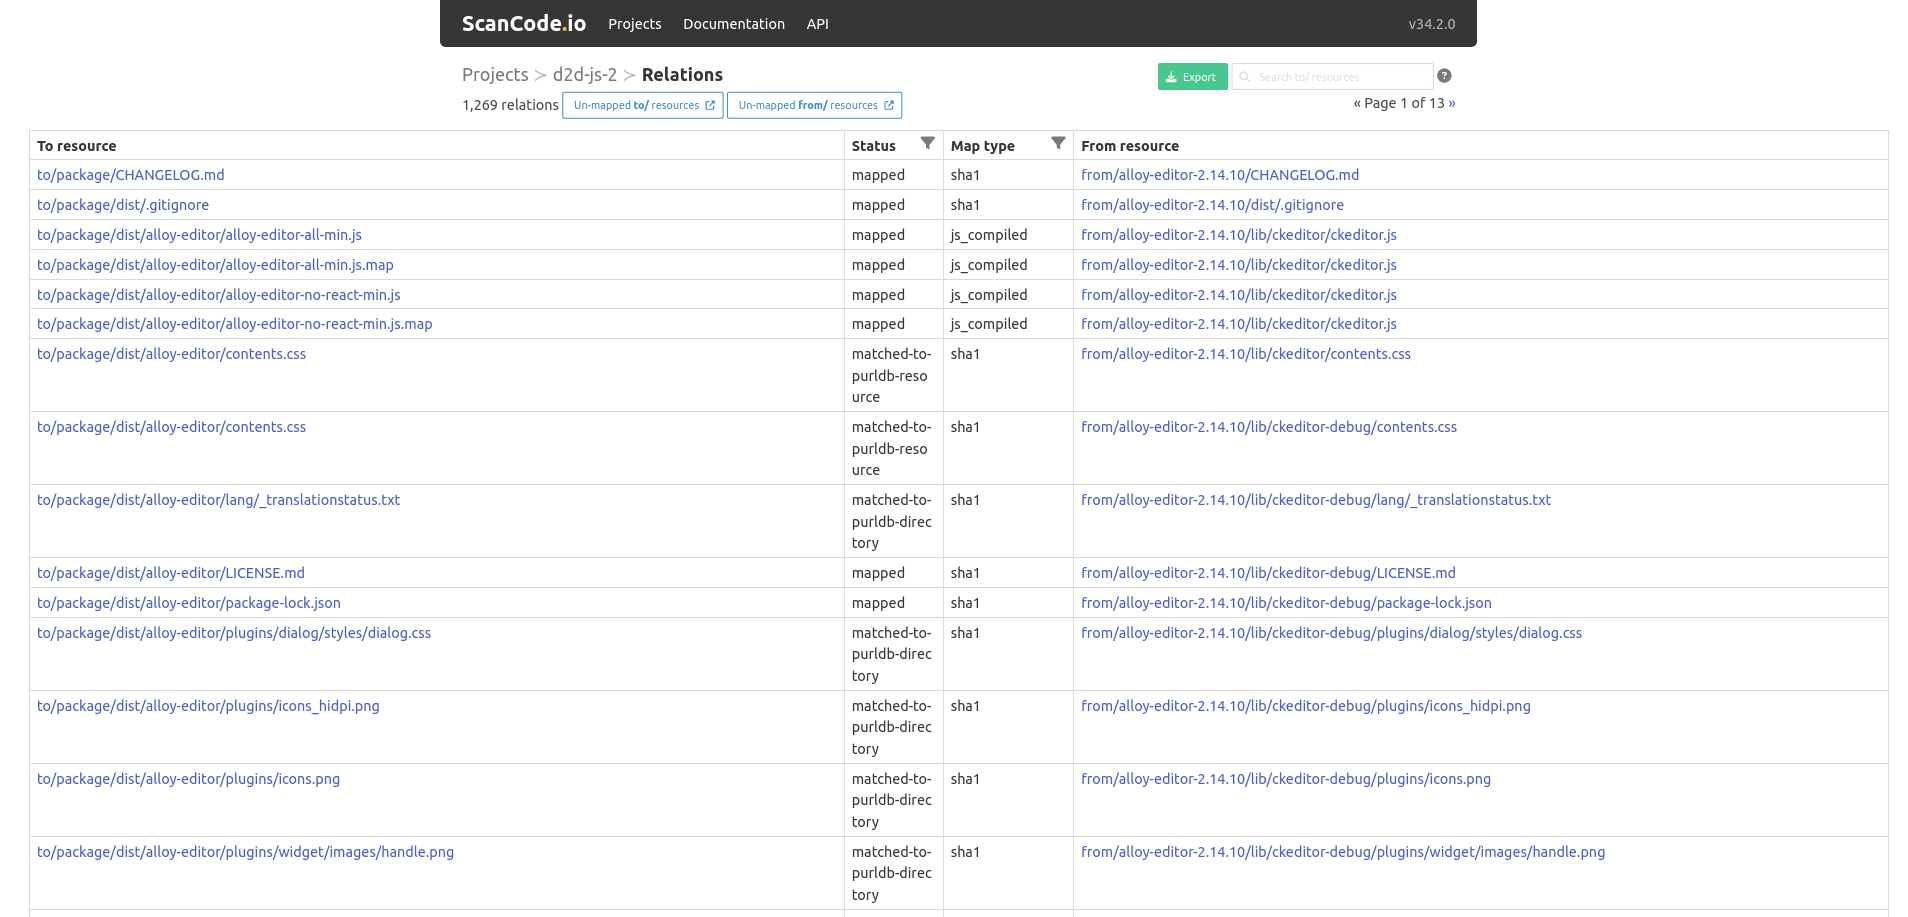 ScanCode.io Projects Documentation API v34.2.0
Projects ≻ d2d-js-2 ≻ Relations Export Search to/ resources ?
1,269 relations Un-mapped to/ resources Un-mapped from/ resources « Page 1 of 13 »
To resource Status Map type From resource
to/package/CHANGELOG.md mapped sha1 from/alloy-editor-2.14.10/CHANGELOG.md
to/package/dist/.gitignore mapped sha1 from/alloy-editor-2.14.10/dist/.gitignore
to/package/dist/alloy-editor/alloy-editor-all-min.js mapped js_compiled from/alloy-editor-2.14.10/lib/ckeditor/ckeditor.js
to/package/dist/alloy-editor/alloy-editor-all-min.js.map mapped js_compiled from/alloy-editor-2.14.10/lib/ckeditor/ckeditor.js
to/package/dist/alloy-editor/alloy-editor-no-react-min.js mapped js_compiled from/alloy-editor-2.14.10/lib/ckeditor/ckeditor.js
to/package/dist/alloy-editor/alloy-editor-no-react-min.js.map mapped js_compiled from/alloy-editor-2.14.10/lib/ckeditor/ckeditor.js
to/package/dist/alloy-editor/contents.css matched-to- sha1 from/alloy-editor-2.14.10/lib/ckeditor/contents.css
purldb-reso
urce
to/package/dist/alloy-editor/contents.css matched-to- sha1 from/alloy-editor-2.14.10/lib/ckeditor-debug/contents.css
purldb-reso
urce
to/package/dist/alloy-editor/lang/_translationstatus.txt matched-to- sha1 from/alloy-editor-2.14.10/lib/ckeditor-debug/lang/_translationstatus.txt
purldb-direc
tory
to/package/dist/alloy-editor/LICENSE.md mapped sha1 from/alloy-editor-2.14.10/lib/ckeditor-debug/LICENSE.md
to/package/dist/alloy-editor/package-lock.json mapped sha1 from/alloy-editor-2.14.10/lib/ckeditor-debug/package-lock.json
to/package/dist/alloy-editor/plugins/dialog/styles/dialog.css matched-to- sha1 from/alloy-editor-2.14.10/lib/ckeditor-debug/plugins/dialog/styles/dialog.css
purldb-direc
tory
to/package/dist/alloy-editor/plugins/icons_hidpi.png matched-to- sha1 from/alloy-editor-2.14.10/lib/ckeditor-debug/plugins/icons_hidpi.png
purldb-direc
tory
to/package/dist/alloy-editor/plugins/icons.png matched-to- sha1 from/alloy-editor-2.14.10/lib/ckeditor-debug/plugins/icons.png
purldb-direc
tory
to/package/dist/alloy-editor/plugins/widget/images/handle.png matched-to- sha1 from/alloy-editor-2.14.10/lib/ckeditor-debug/plugins/widget/images/handle.png
purldb-direc
tory